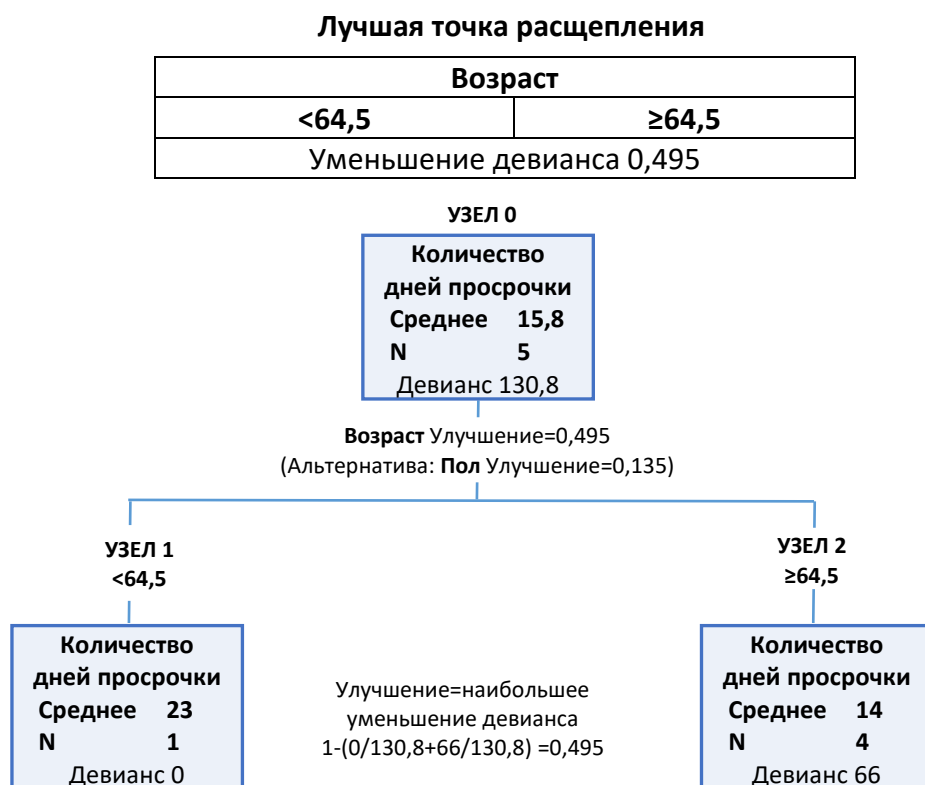 Лучшая точка расщепления
Возраст
<64,5 ≥64,5
Уменьшение девианса 0,495
УЗЕЛ 0
Количество
дней просрочки
Среднее 15,8
N 5
Девианс 130,8
Возраст Улучшение=0,495
(Альтернатива: Пол Улучшение=0,135)
УЗЕЛ 1
<64,5
УЗЕЛ 2
≥64,5
Количество
дней просрочки
Среднее 23
N 1
Девианс 0
Улучшение=наибольшее
уменьшение девианса
1-(0/130,8+66/130,8) =0,495
Количество
дней просрочки
Среднее 14
N 4
Девианс 66